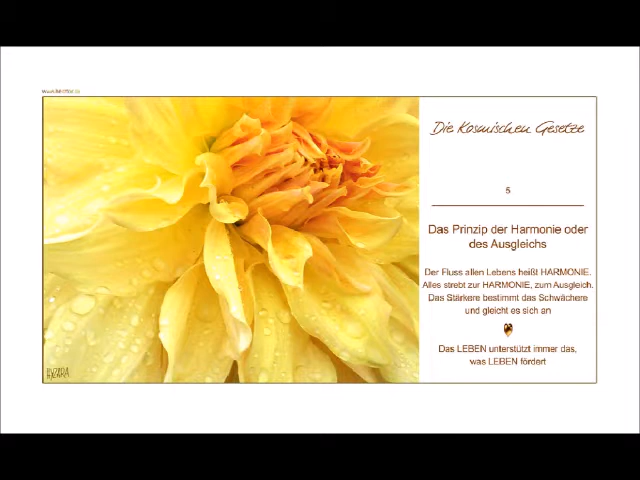 Die Kosmischen Gesetze
5
Das Prinzip der Harmonie oder
des Ausgleichs
Der Fluss allen Lebens heißt HARMONIE.
Alles strebt zur HARMONIE, zum Ausgleich.
Das Stärkere bestimmt das Schwächere
und gleicht es sich an
Das LEBEN unterstützt immer das,
was LEBEN fördert